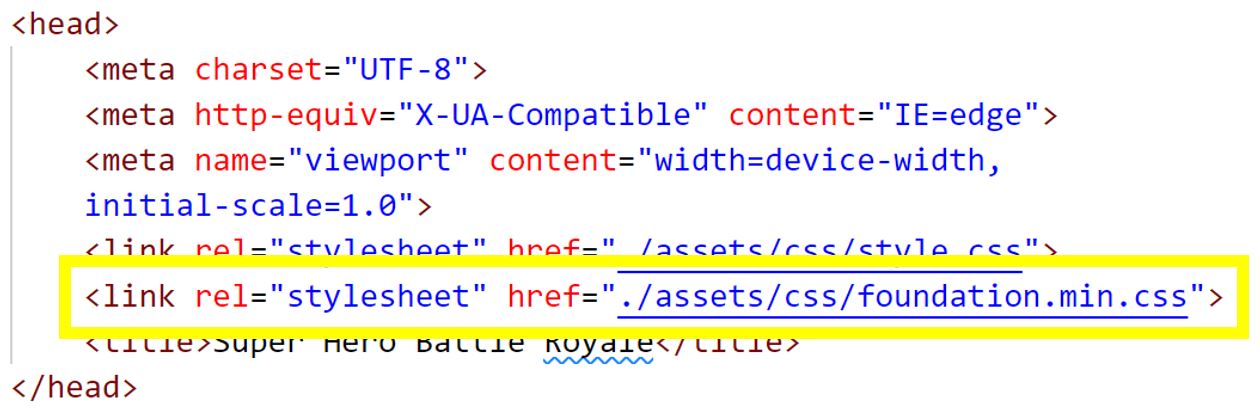 <head>
<meta charset="UTF-8">
<meta http-equiv="X-UA-Compatible" content="IE=edge">
<meta name="viewport" content="width=device-width,
initial-scale=1.0">
<link rel="stylesheet" href="./assets/css/style.css">
<link rel="stylesheet" href="./assets/css/foundation.min.css">
<title>Super Hero Battle Royale</title>
</head>